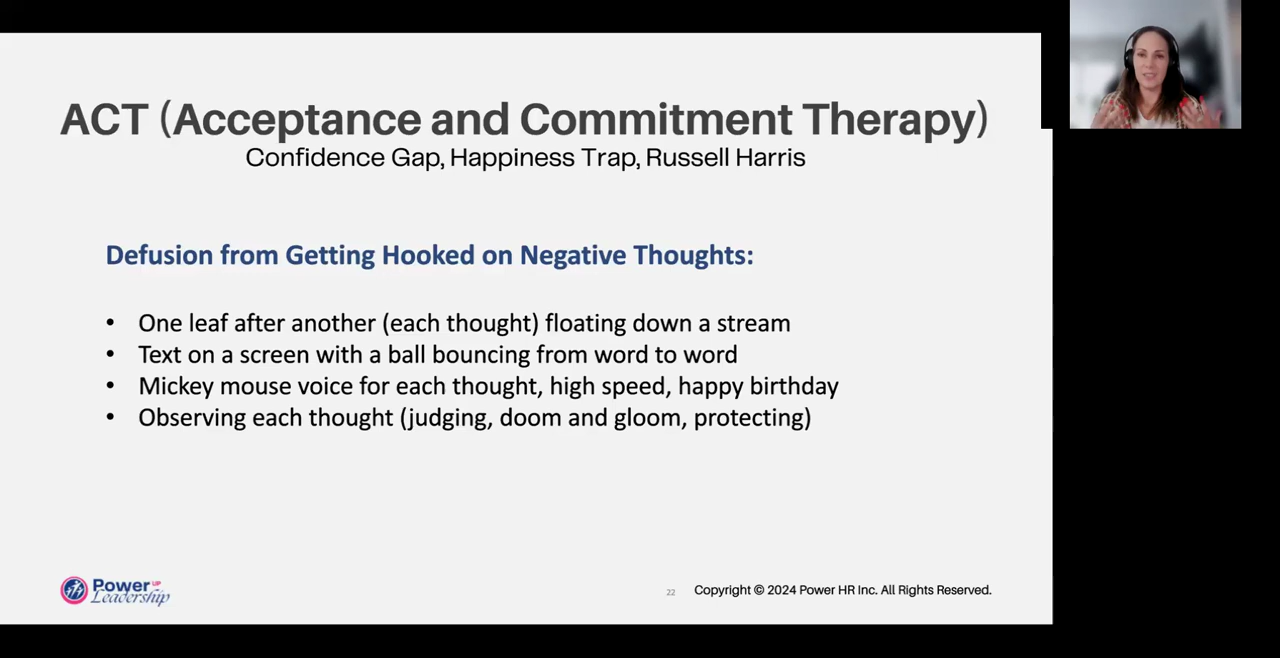 ACT (Acceptance and Commitment Therapy)
Confidence Gap, Happiness Trap, Russell Harris
Defusion from Getting Hooked on Negative Thoughts:
• One leaf after another (each thought) floating down a stream
• Text on a screen with a ball bouncing from word to word
• Mickey mouse voice for each thought, high speed, happy birthday
• Observing each thought (judging, doom and gloom, protecting)
Power UP
Leadership
22 Copyright © 2024 Power HR Inc. All Rights Reserved.